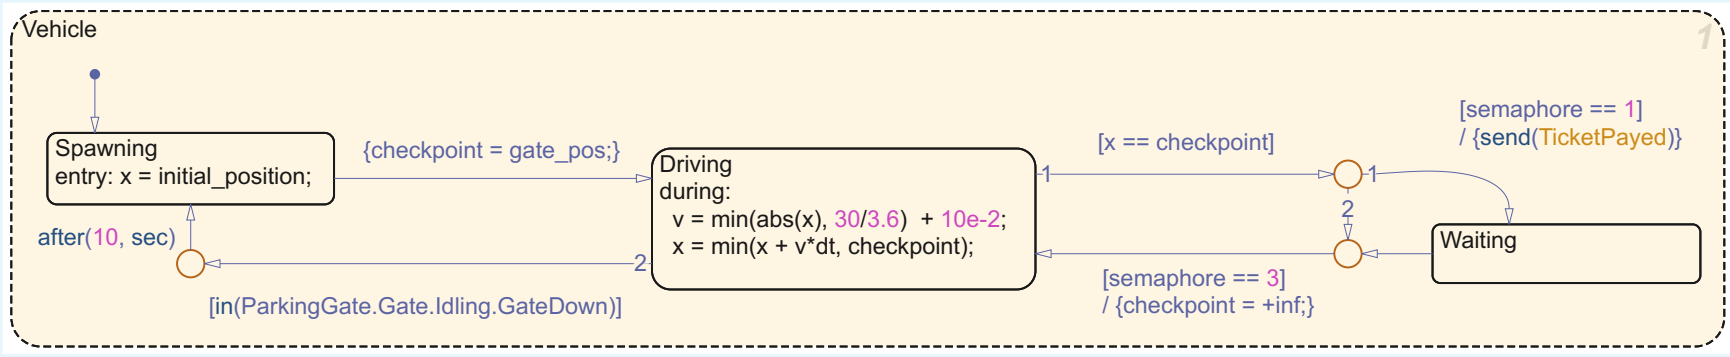 Vehicle
1
Spawning
entry: x = initial_position;
{checkpoint = gate_pos;}
Driving
during:
v = min(abs(x), 30/3.6) + 10e-2;
x = min(x + v*dt, checkpoint);
1
[x == checkpoint]
1
[semaphore == 1]
/ {send(TicketPayed)}
2
Waiting
[semaphore == 3]
/ {checkpoint = +inf;}
2
[in(ParkingGate.Gate.Idling.GateDown)]
after(10, sec)